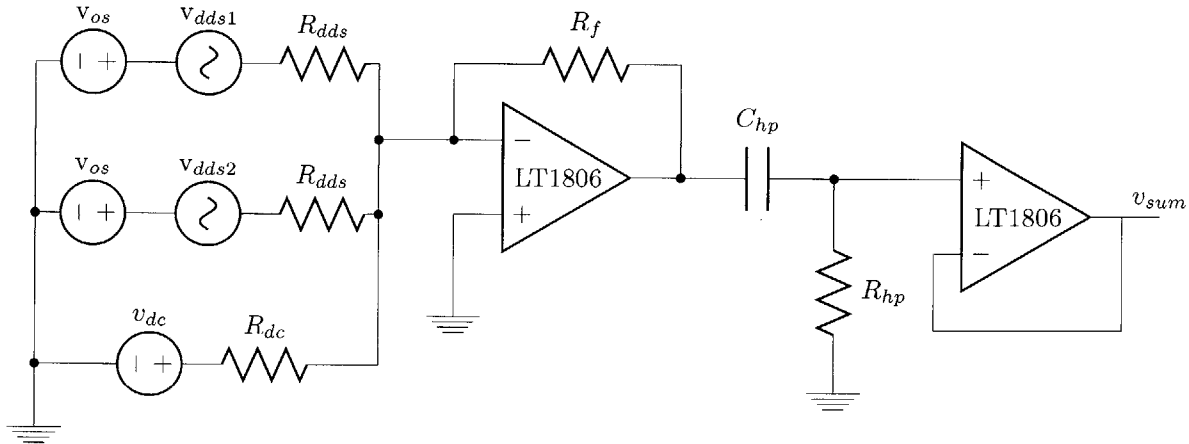 v_os
v_dds1
R_dds
R_f
− +
−
LT1806
+
C_hp
v_os
v_dds2
R_dds
− +
+
LT1806
−
v_sum
R_hp
v_dc
R_dc
− +